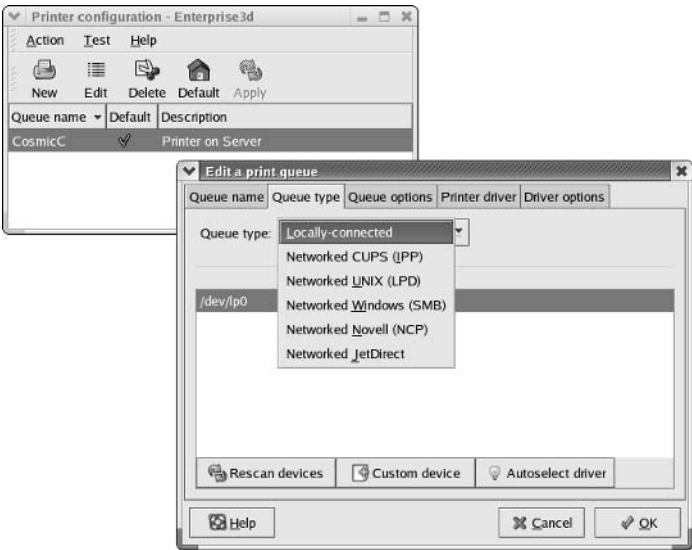 Printer configuration - Enterprise3d
Action Test Help
New Edit Delete Default Apply
Queue name Default Description
CosmicC Printer on Server
Edit a print queue
Queue name Queue type Queue options Printer driver Driver options
Queue type: Locally-connected
Networked CUPS (IPP)
Networked UNIX (LPD)
/dev/lp0
Networked Windows (SMB)
Networked Novell (NCP)
Networked JetDirect
Rescan devices Custom device Autoselect driver
Help Cancel OK